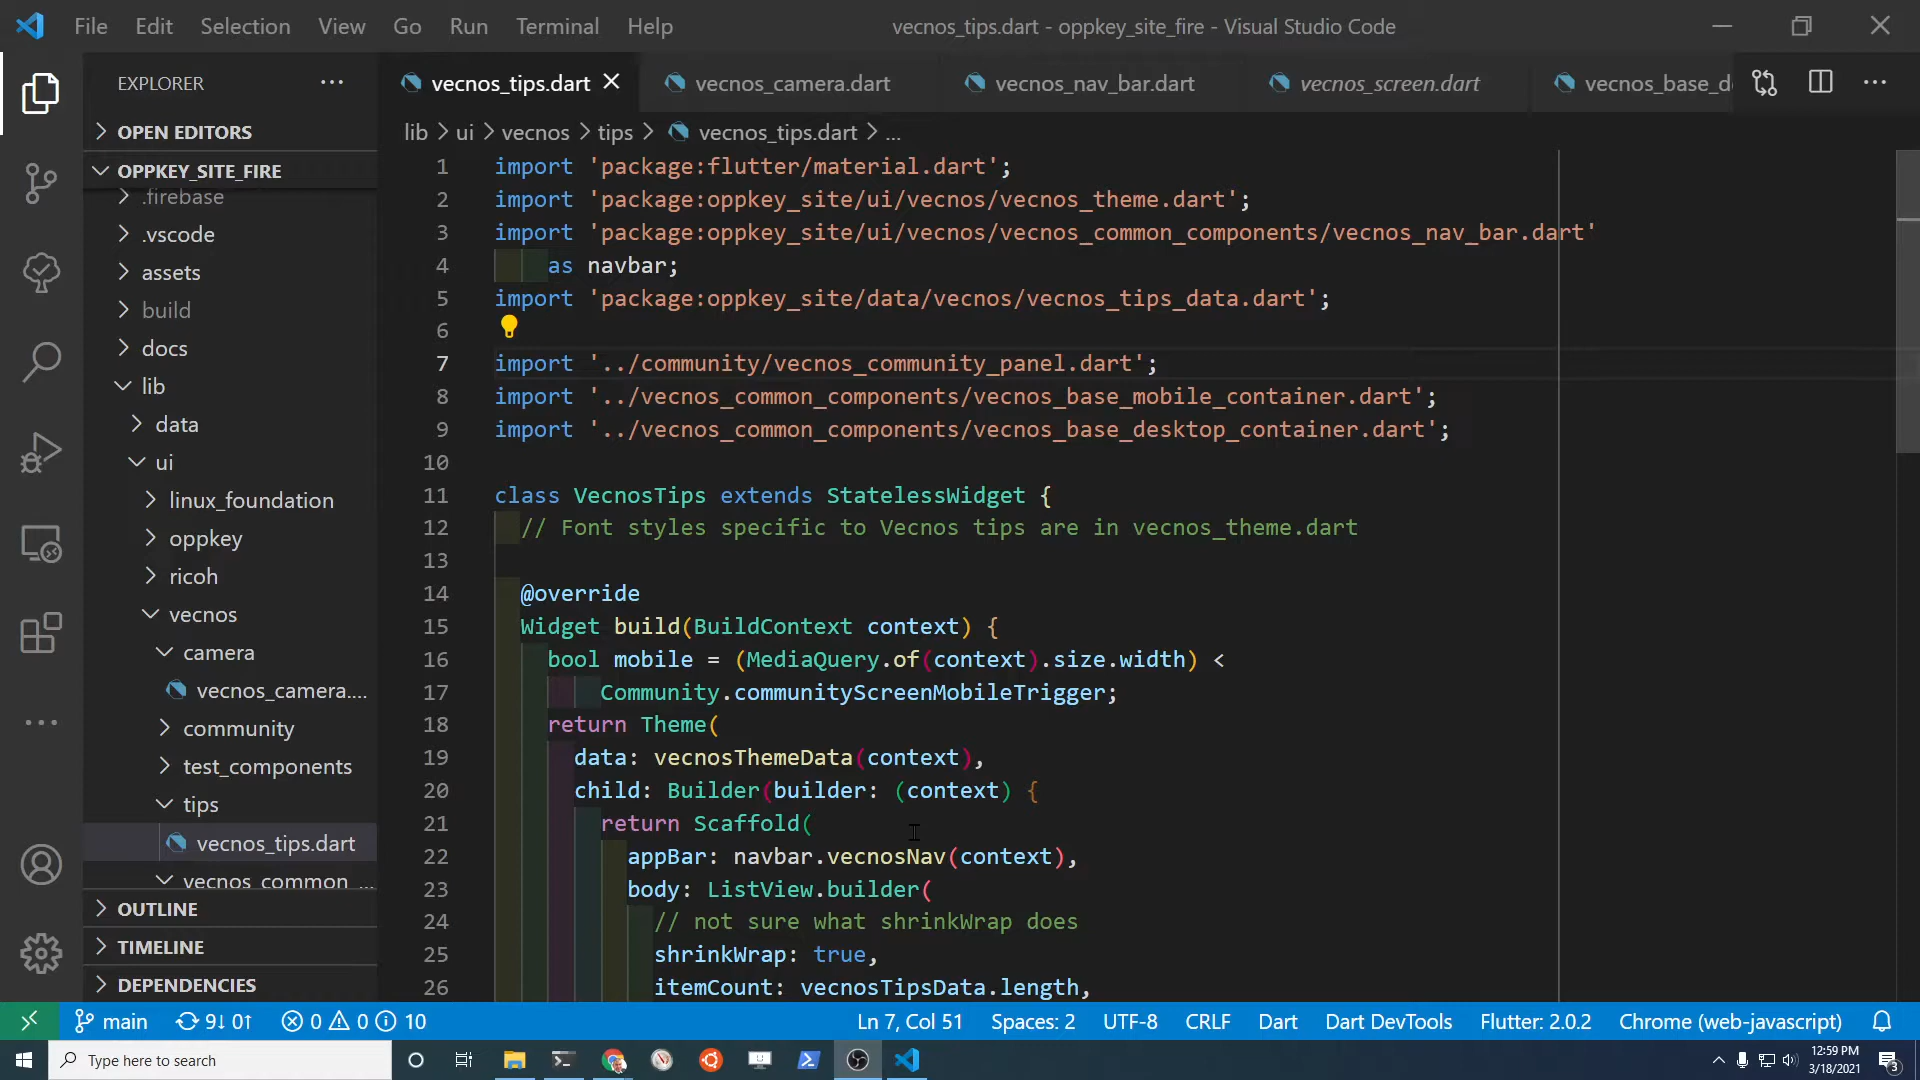 File Edit Selection View Go Run Terminal Help
vecnos_tips.dart - oppkey_site_fire - Visual Studio Code
EXPLORER
vecnos_tips.dart
vecnos_camera.dart
vecnos_nav_bar.dart
vecnos_screen.dart
vecnos_base_d
OPEN EDITORS
OPPKEY_SITE_FIRE
.firebase
.vscode
assets
build
docs
lib
data
ui
linux_foundation
oppkey
ricoh
vecnos
camera
vecnos_camera....
community
test_components
tips
vecnos_tips.dart
vecnos_common_...
OUTLINE
TIMELINE
DEPENDENCIES
lib > ui > vecnos > tips > vecnos_tips.dart > ...
1 import 'package:flutter/material.dart';
2 import 'package:oppkey_site/ui/vecnos/vecnos_theme.dart';
3 import 'package:oppkey_site/ui/vecnos/vecnos_common_components/vecnos_nav_bar.dart'
4 as navbar;
5 import 'package:oppkey_site/data/vecnos/vecnos_tips_data.dart';
6
7 import '../community/vecnos_community_panel.dart';
8 import '../vecnos_common_components/vecnos_base_mobile_container.dart';
9 import '../vecnos_common_components/vecnos_base_desktop_container.dart';
10
11 class VecnosTips extends StatelessWidget {
12 // Font styles specific to Vecnos tips are in vecnos_theme.dart
13
14 @override
15 Widget build(BuildContext context) {
16 bool mobile = (MediaQuery.of(context).size.width) <
17 Community.communityScreenMobileTrigger;
18 return Theme(
19 data: vecnosThemeData(context),
20 child: Builder(builder: (context) {
21 return Scaffold(
22 appBar: navbar.vecnosNav(context),
23 body: ListView.builder(
24 // not sure what shrinkWrap does
25 shrinkWrap: true,
26 itemCount: vecnosTipsData.length,
main 9↓ 0↑ 0 0 10
Ln 7, Col 51 Spaces: 2 UTF-8 CRLF Dart Dart DevTools Flutter: 2.0.2 Chrome (web-javascript)
Type here to search
12:59 PM
3/18/2021
3